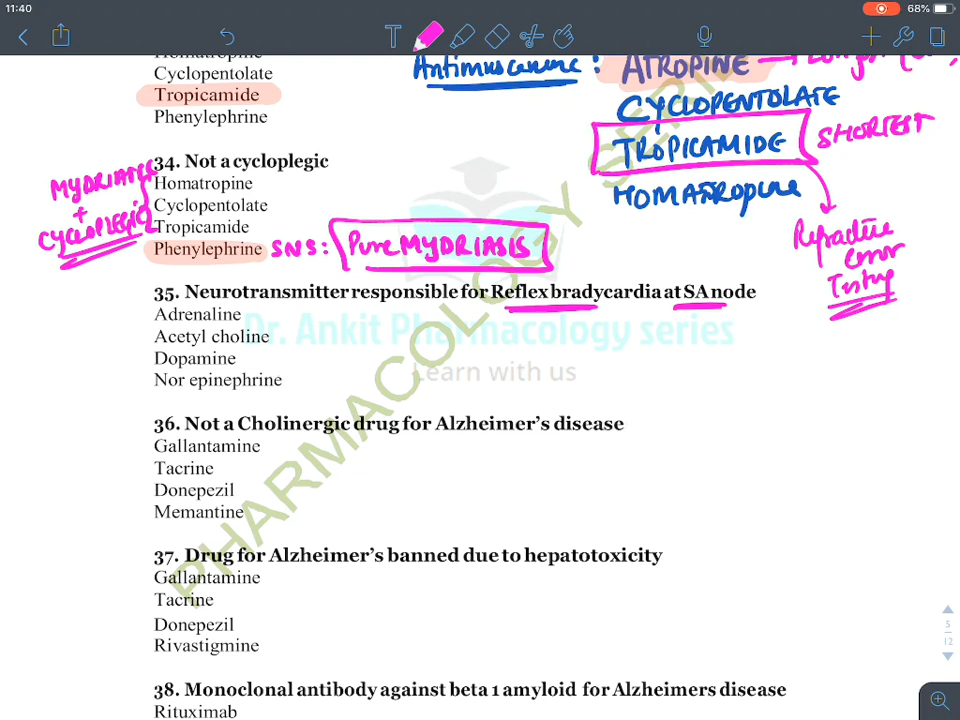 11:40
68%
T
Homatropine
Antimuscarinic : ATROPINE
Cyclopentolate
CYCLOPENTOLATE
Tropicamide
TROPICAMIDE SHORTEST
Phenylephrine
HOMATROPINE
Refractive
error
Testing
34. Not a cycloplegic
MYDRIATIC
+
CYCLOPLEGIC
Homatropine
Cyclopentolate
Tropicamide
Phenylephrine SNS: Pure MYDRIASIS
35. Neurotransmitter responsible for Reflex bradycardia at SA node
Adrenaline
Acetyl choline
Dopamine
Nor epinephrine
Dr. Ankit Pharmacology series
Learn with us
PHARMACOLOGY SERIE
36. Not a Cholinergic drug for Alzheimer's disease
Gallantamine
Tacrine
Donepezil
Memantine
37. Drug for Alzheimer's banned due to hepatotoxicity
Gallantamine
Tacrine
Donepezil
Rivastigmine
5
12
38. Monoclonal antibody against beta 1 amyloid for Alzheimers disease
Rituximab